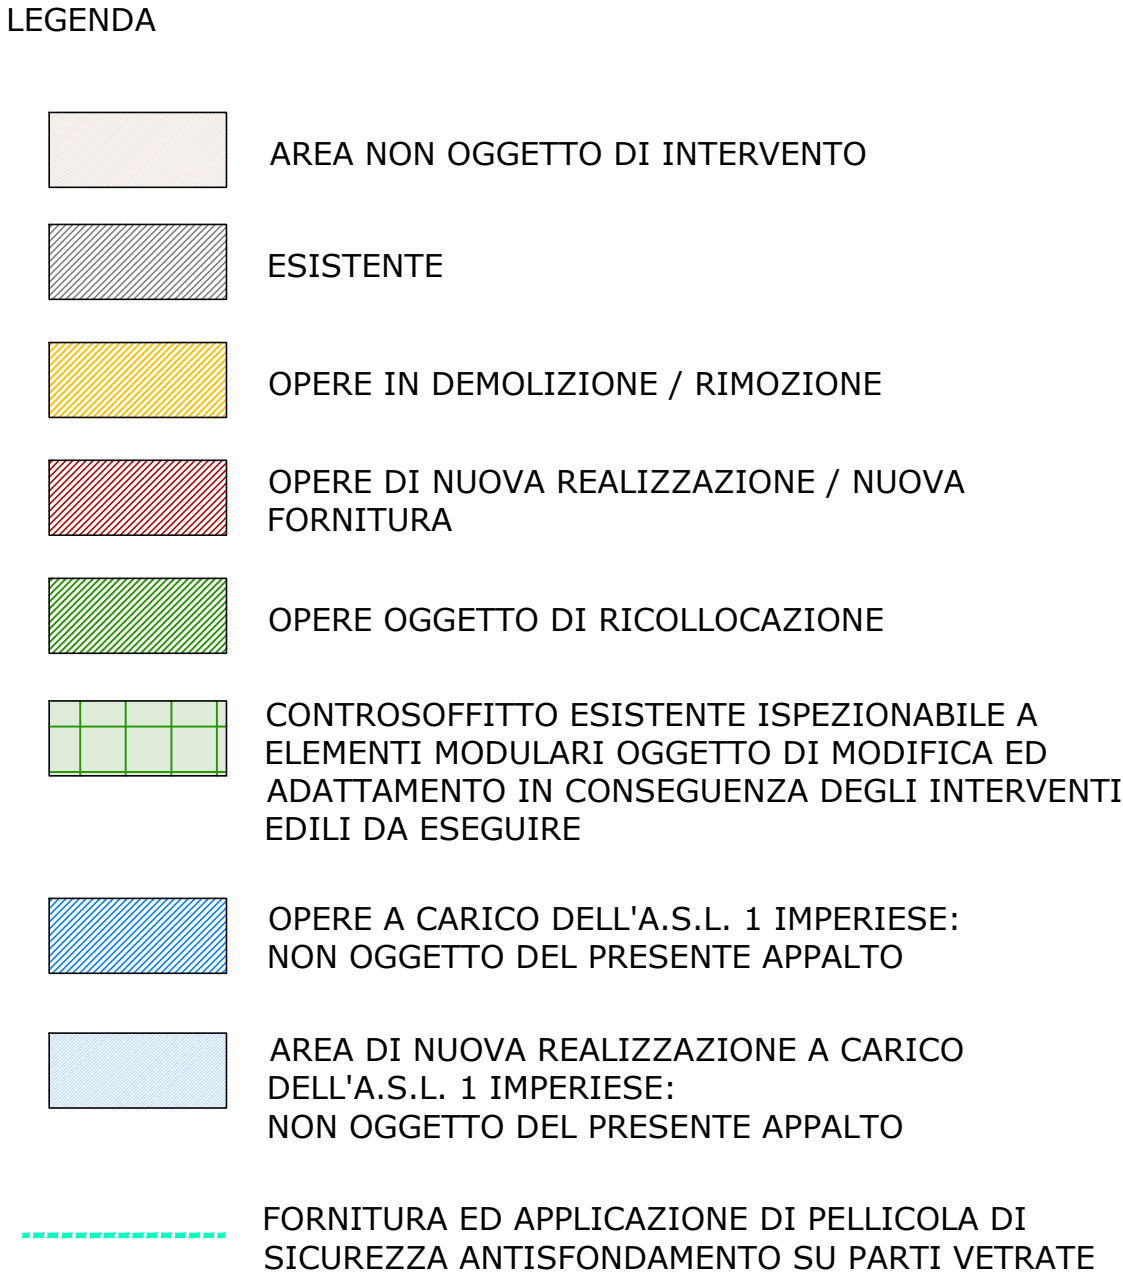 LEGENDA
AREA NON OGGETTO DI INTERVENTO
ESISTENTE
OPERE IN DEMOLIZIONE / RIMOZIONE
OPERE DI NUOVA REALIZZAZIONE / NUOVA
FORNITURA
OPERE OGGETTO DI RICOLLOCAZIONE
CONTROSOFFITTO ESISTENTE ISPEZIONABILE A
ELEMENTI MODULARI OGGETTO DI MODIFICA ED
ADATTAMENTO IN CONSEGUENZA DEGLI INTERVENTI
EDILI DA ESEGUIRE
OPERE A CARICO DELL'A.S.L. 1 IMPERIESE:
NON OGGETTO DEL PRESENTE APPALTO
AREA DI NUOVA REALIZZAZIONE A CARICO
DELL'A.S.L. 1 IMPERIESE:
NON OGGETTO DEL PRESENTE APPALTO
FORNITURA ED APPLICAZIONE DI PELLICOLA DI
SICUREZZA ANTISFONDAMENTO SU PARTI VETRATE